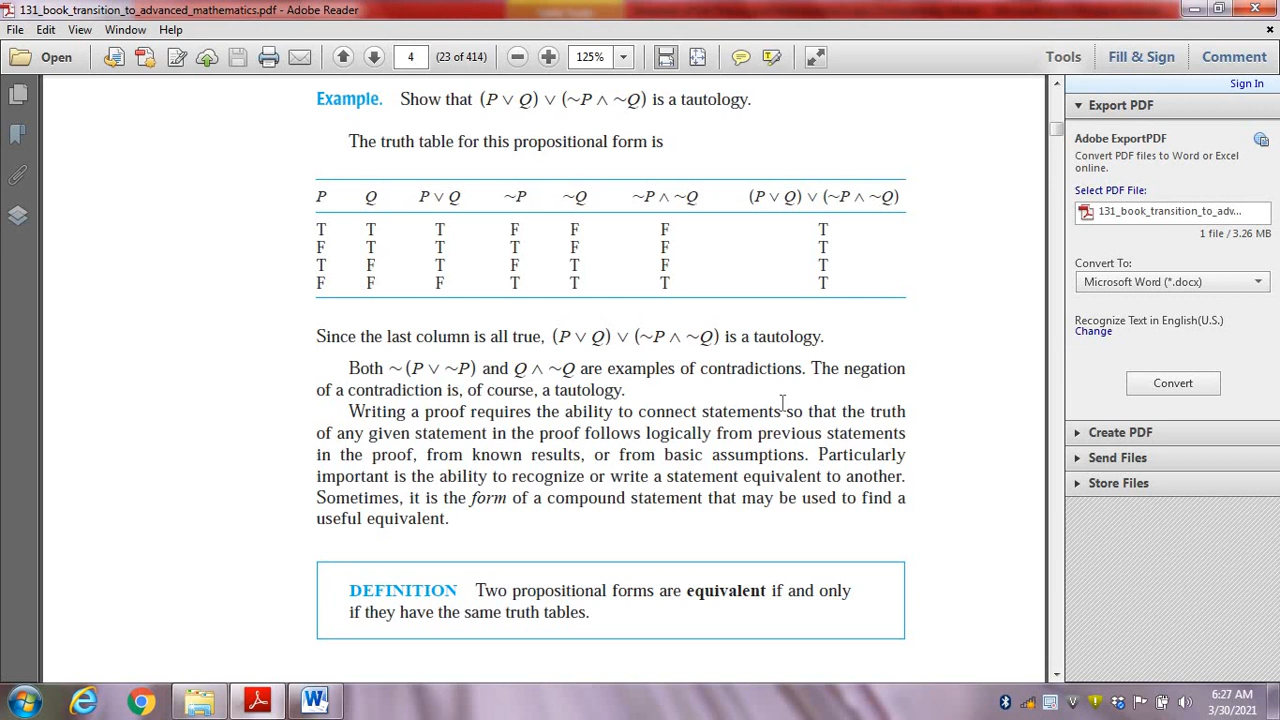 131_book_transition_to_advanced_mathematics.pdf - Adobe Reader
File Edit View Window Help
Open 4 (23 of 414) 125% Tools Fill & Sign Comment
Sign In
Example. Show that (P ∨ Q) ∨ (~P ∧ ~Q) is a tautology.
The truth table for this propositional form is
P Q P ∨ Q ~P ~Q ~P ∧ ~Q (P ∨ Q) ∨ (~P ∧ ~Q)
T T T F F F T
F T T T F F T
T F T F T F T
F F F T T T T
Since the last column is all true, (P ∨ Q) ∨ (~P ∧ ~Q) is a tautology.
Both ~ (P ∨ ~P) and Q ∧ ~Q are examples of contradictions. The negation
of a contradiction is, of course, a tautology.
Writing a proof requires the ability to connect statements so that the truth
of any given statement in the proof follows logically from previous statements
in the proof, from known results, or from basic assumptions. Particularly
important is the ability to recognize or write a statement equivalent to another.
Sometimes, it is the form of a compound statement that may be used to find a
useful equivalent.
DEFINITION Two propositional forms are equivalent if and only
if they have the same truth tables.
Export PDF
Adobe ExportPDF
Convert PDF files to Word or Excel
online.
Select PDF File:
131_book_transition_to_adv...
1 file / 3.26 MB
Convert To:
Microsoft Word (*.docx)
Recognize Text in English(U.S.)
Change
Convert
Create PDF
Send Files
Store Files
6:27 AM
3/30/2021